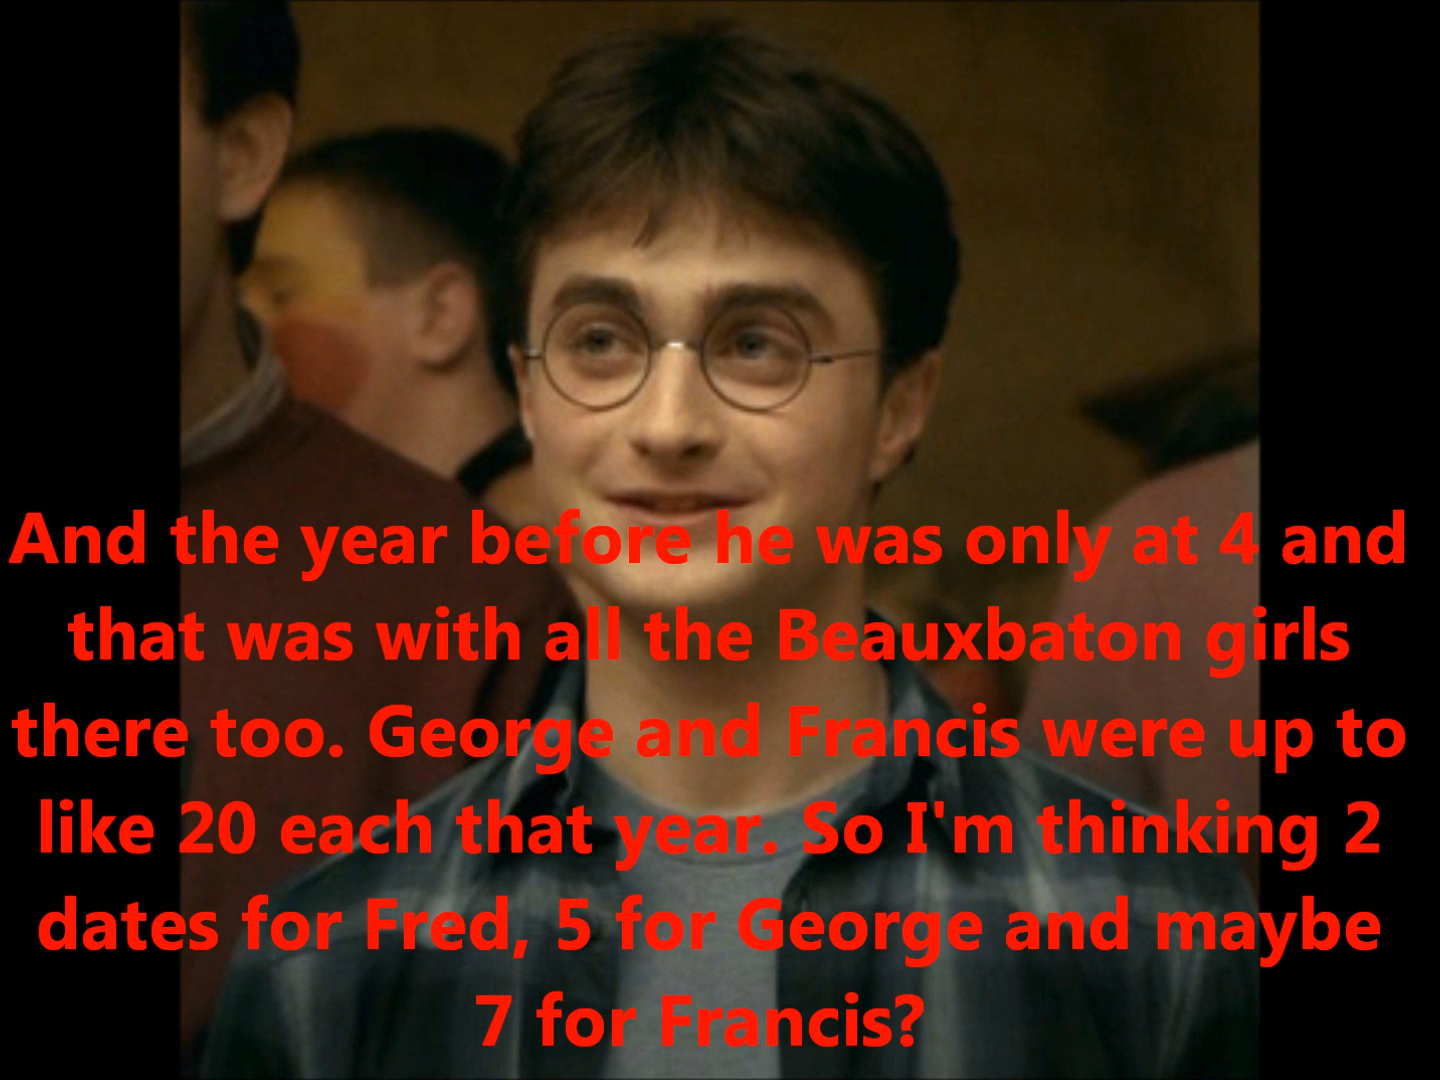 And the year before he was only at 4 and
that was with all the Beauxbaton girls
there too. George and Francis were up to
like 20 each that year. So I'm thinking 2
dates for Fred, 5 for George and maybe
7 for Francis?